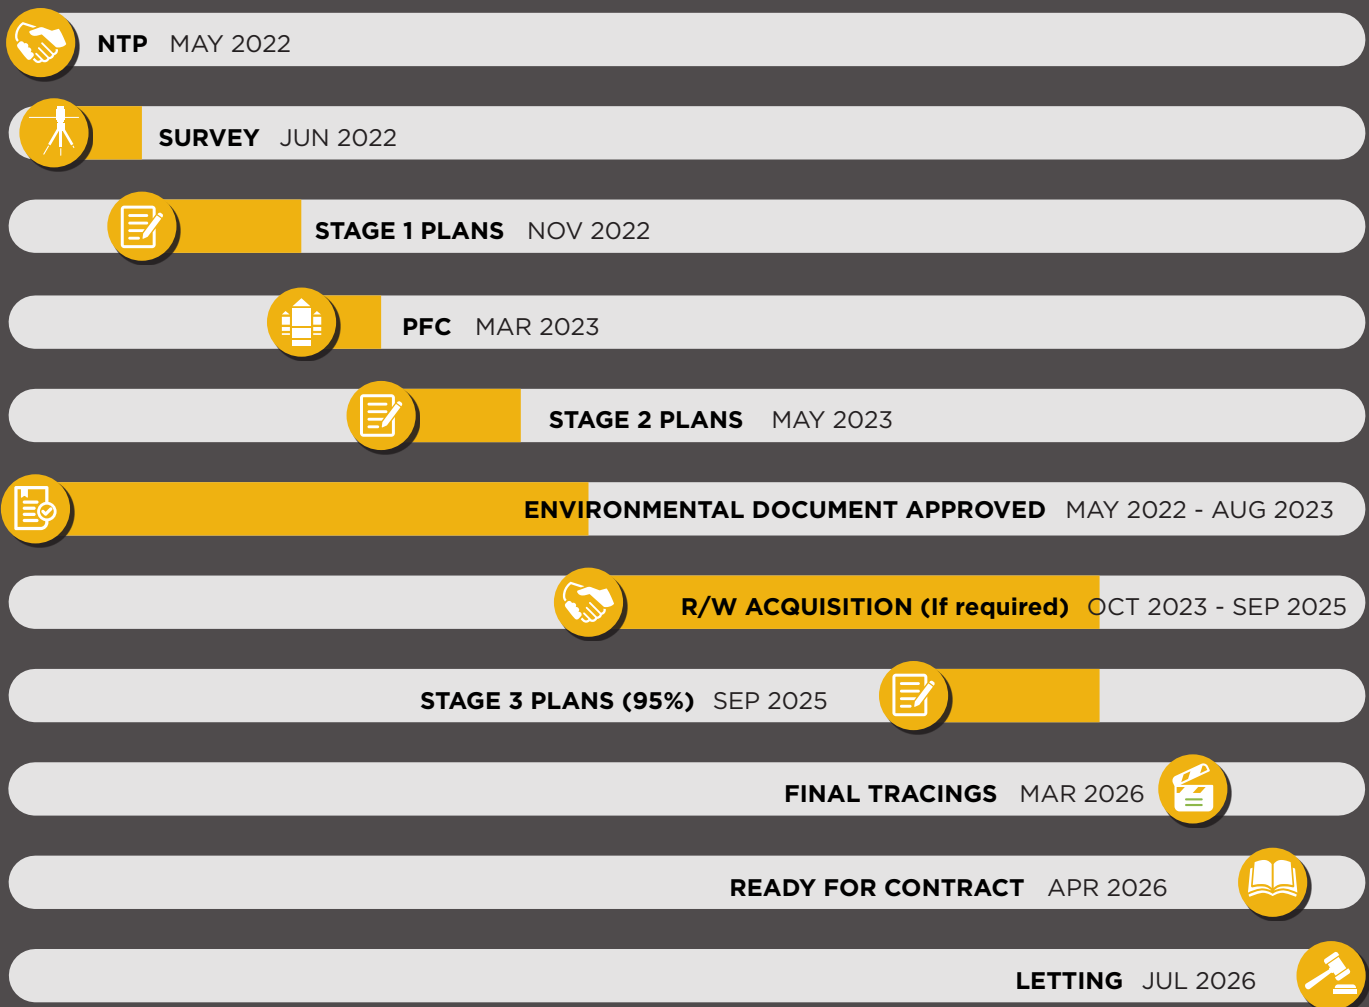 NTP MAY 2022
SURVEY JUN 2022
STAGE 1 PLANS NOV 2022
PFC MAR 2023
STAGE 2 PLANS MAY 2023
ENVIRONMENTAL DOCUMENT APPROVED MAY 2022 - AUG 2023
R/W ACQUISITION (If required) OCT 2023 - SEP 2025
STAGE 3 PLANS (95%) SEP 2025
FINAL TRACINGS MAR 2026
READY FOR CONTRACT APR 2026
LETTING JUL 2026